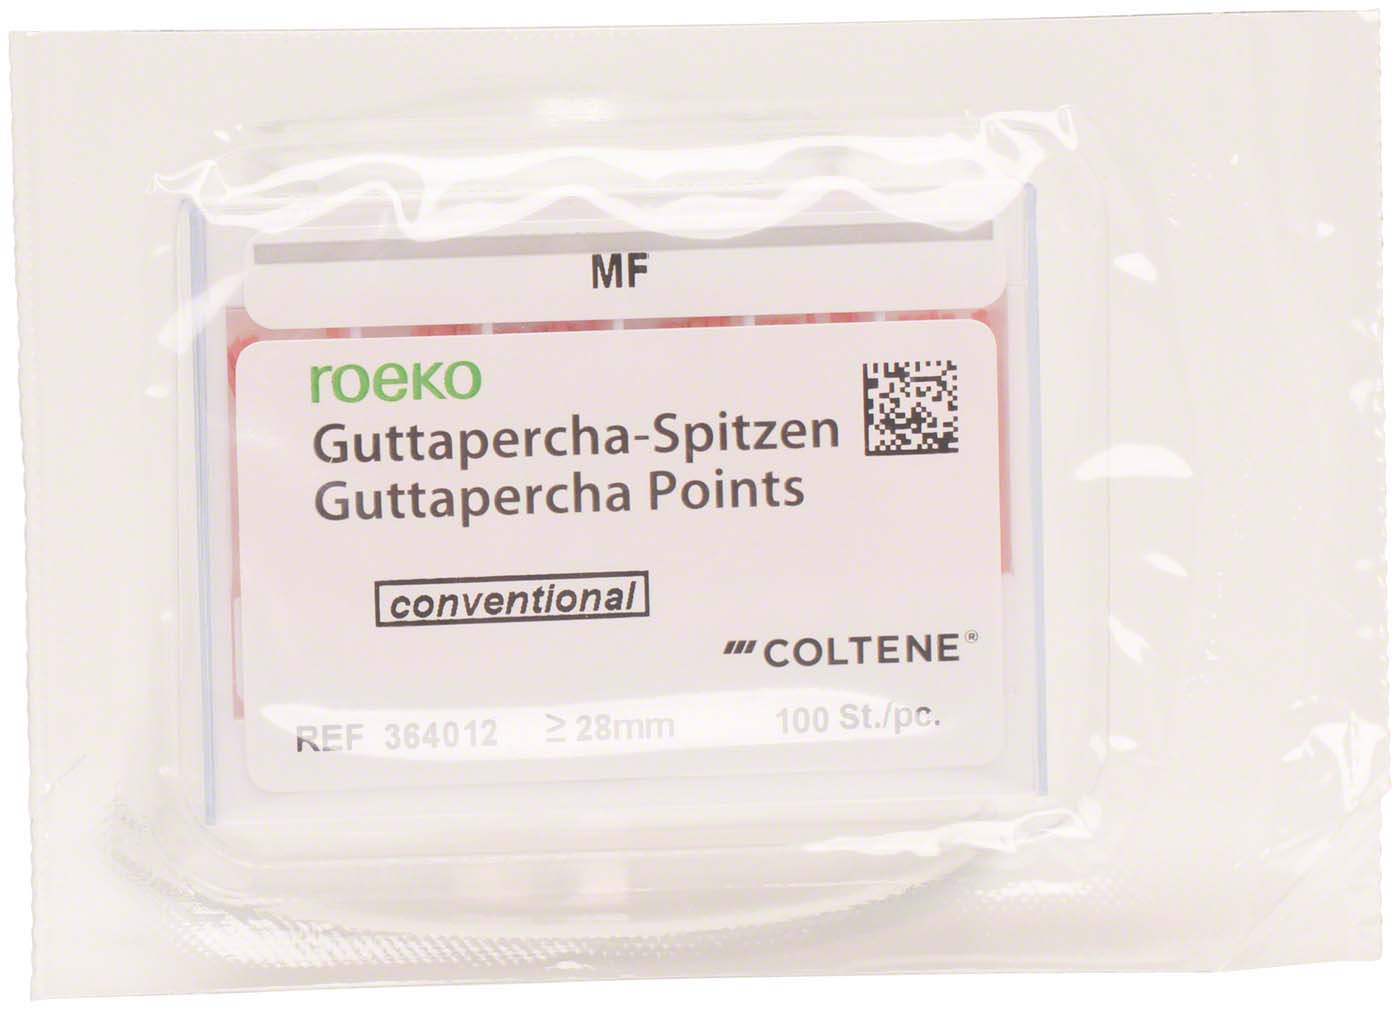 MF
roeko
Guttapercha-Spitzen
Guttapercha Points
conventional
COLTENE®
REF 364012 ≥ 28mm 100 St./pc.